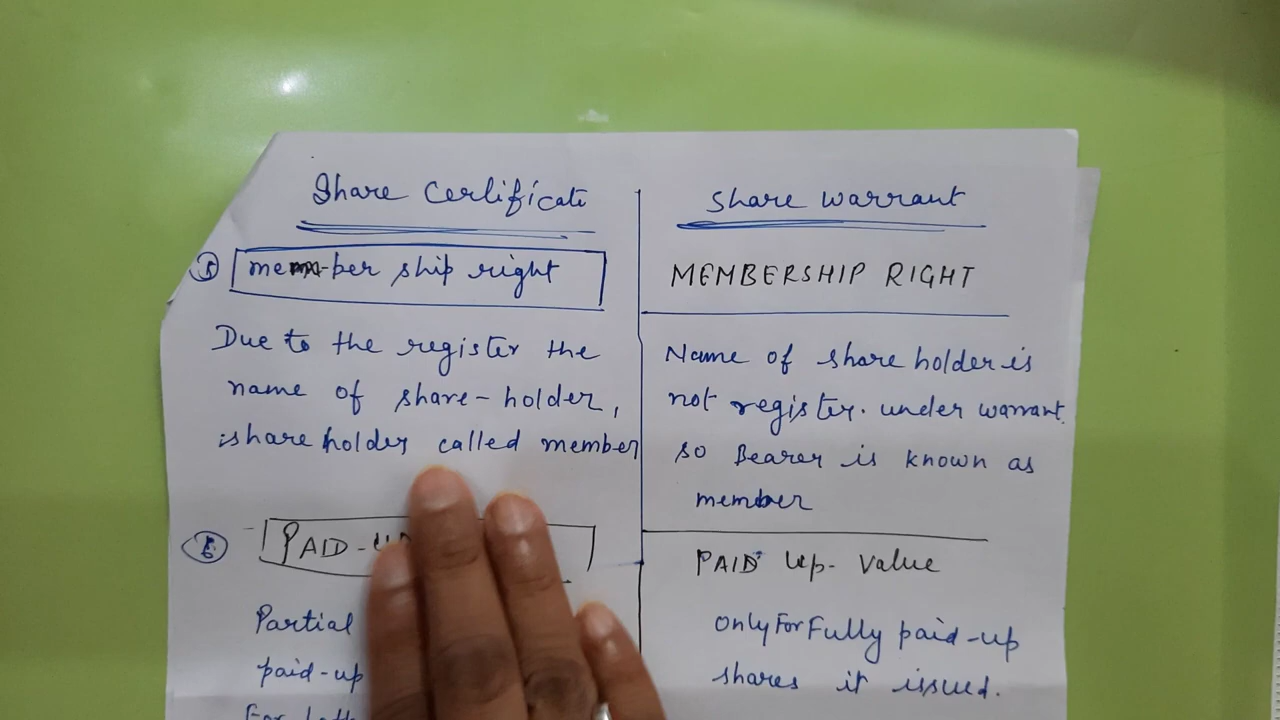 Share Certificate
member ship right
Due to the register the
name of share-holder,
share holder called member
PAID-U
Partial
paid-up
For
Share warrant
MEMBERSHIP RIGHT
Name of share holder is
not register. under warrant.
so Bearer is known as
member
PAID Up- Value
only For Fully paid-up
shares it issued.